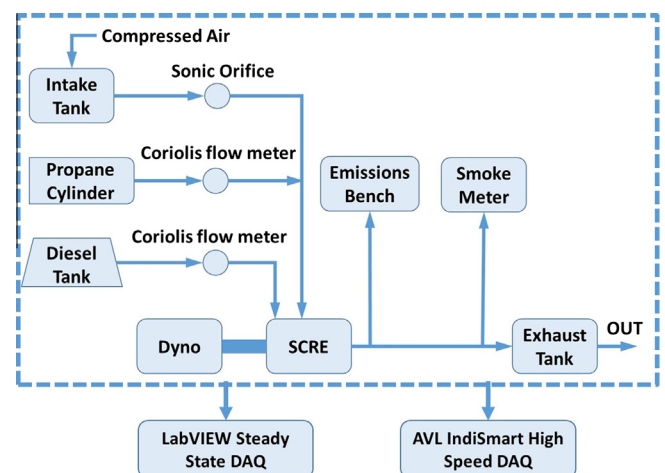 Compressed Air
Intake
Tank
Sonic Orifice
Propane
Cylinder
Coriolis flow meter
Emissions
Bench
Smoke
Meter
Diesel
Tank
Coriolis flow meter
Dyno
SCRE
Exhaust
Tank
OUT
LabVIEW Steady
State DAQ
AVL IndiSmart High
Speed DAQ